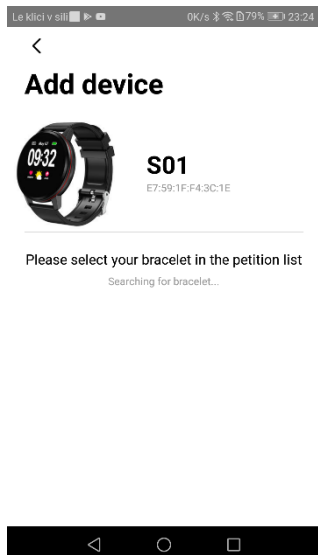 Le klici v sili 0K/s 79% 23:24
Add device
09:32
S01
E7:59:1F:F4:3C:1E
Please select your bracelet in the petition list
Searching for bracelet...